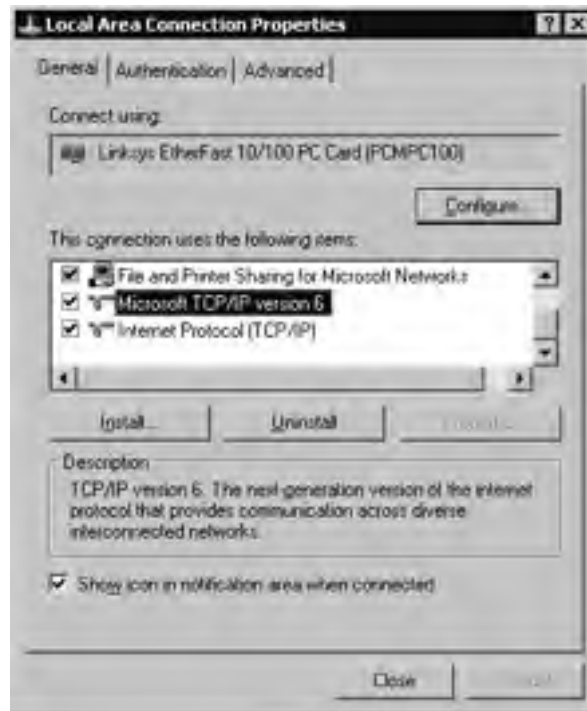 Local Area Connection Properties
General Authentication Advanced
Connect using:
Linksys EtherFast 10/100 PC Card (PCMPC100)
Configure...
This connection uses the following items:
File and Printer Sharing for Microsoft Networks
Microsoft TCP/IP version 6
Internet Protocol (TCP/IP)
Install... Uninstall
Description
TCP/IP version 6. The next generation version of the internet
protocol that provides communication across diverse
interconnected networks.
Show icon in notification area when connected
Close